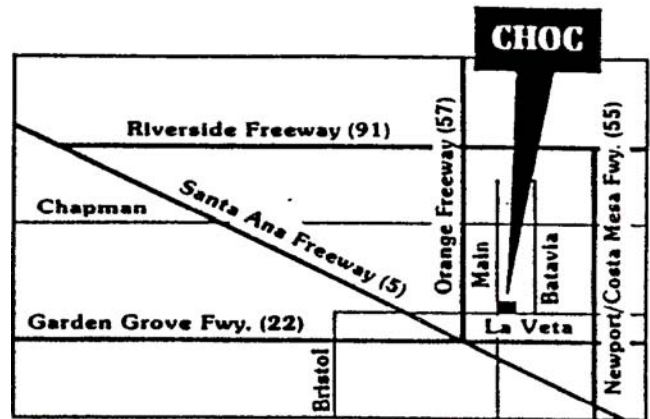 CHOC
Riverside Freeway (91)
Orange Freeway (57)
Newport/Costa Mesa Fwy. (55)
Santa Ana Freeway (5)
Chapman
Main
Batavia
Garden Grove Fwy. (22)
La Veta
Bristol